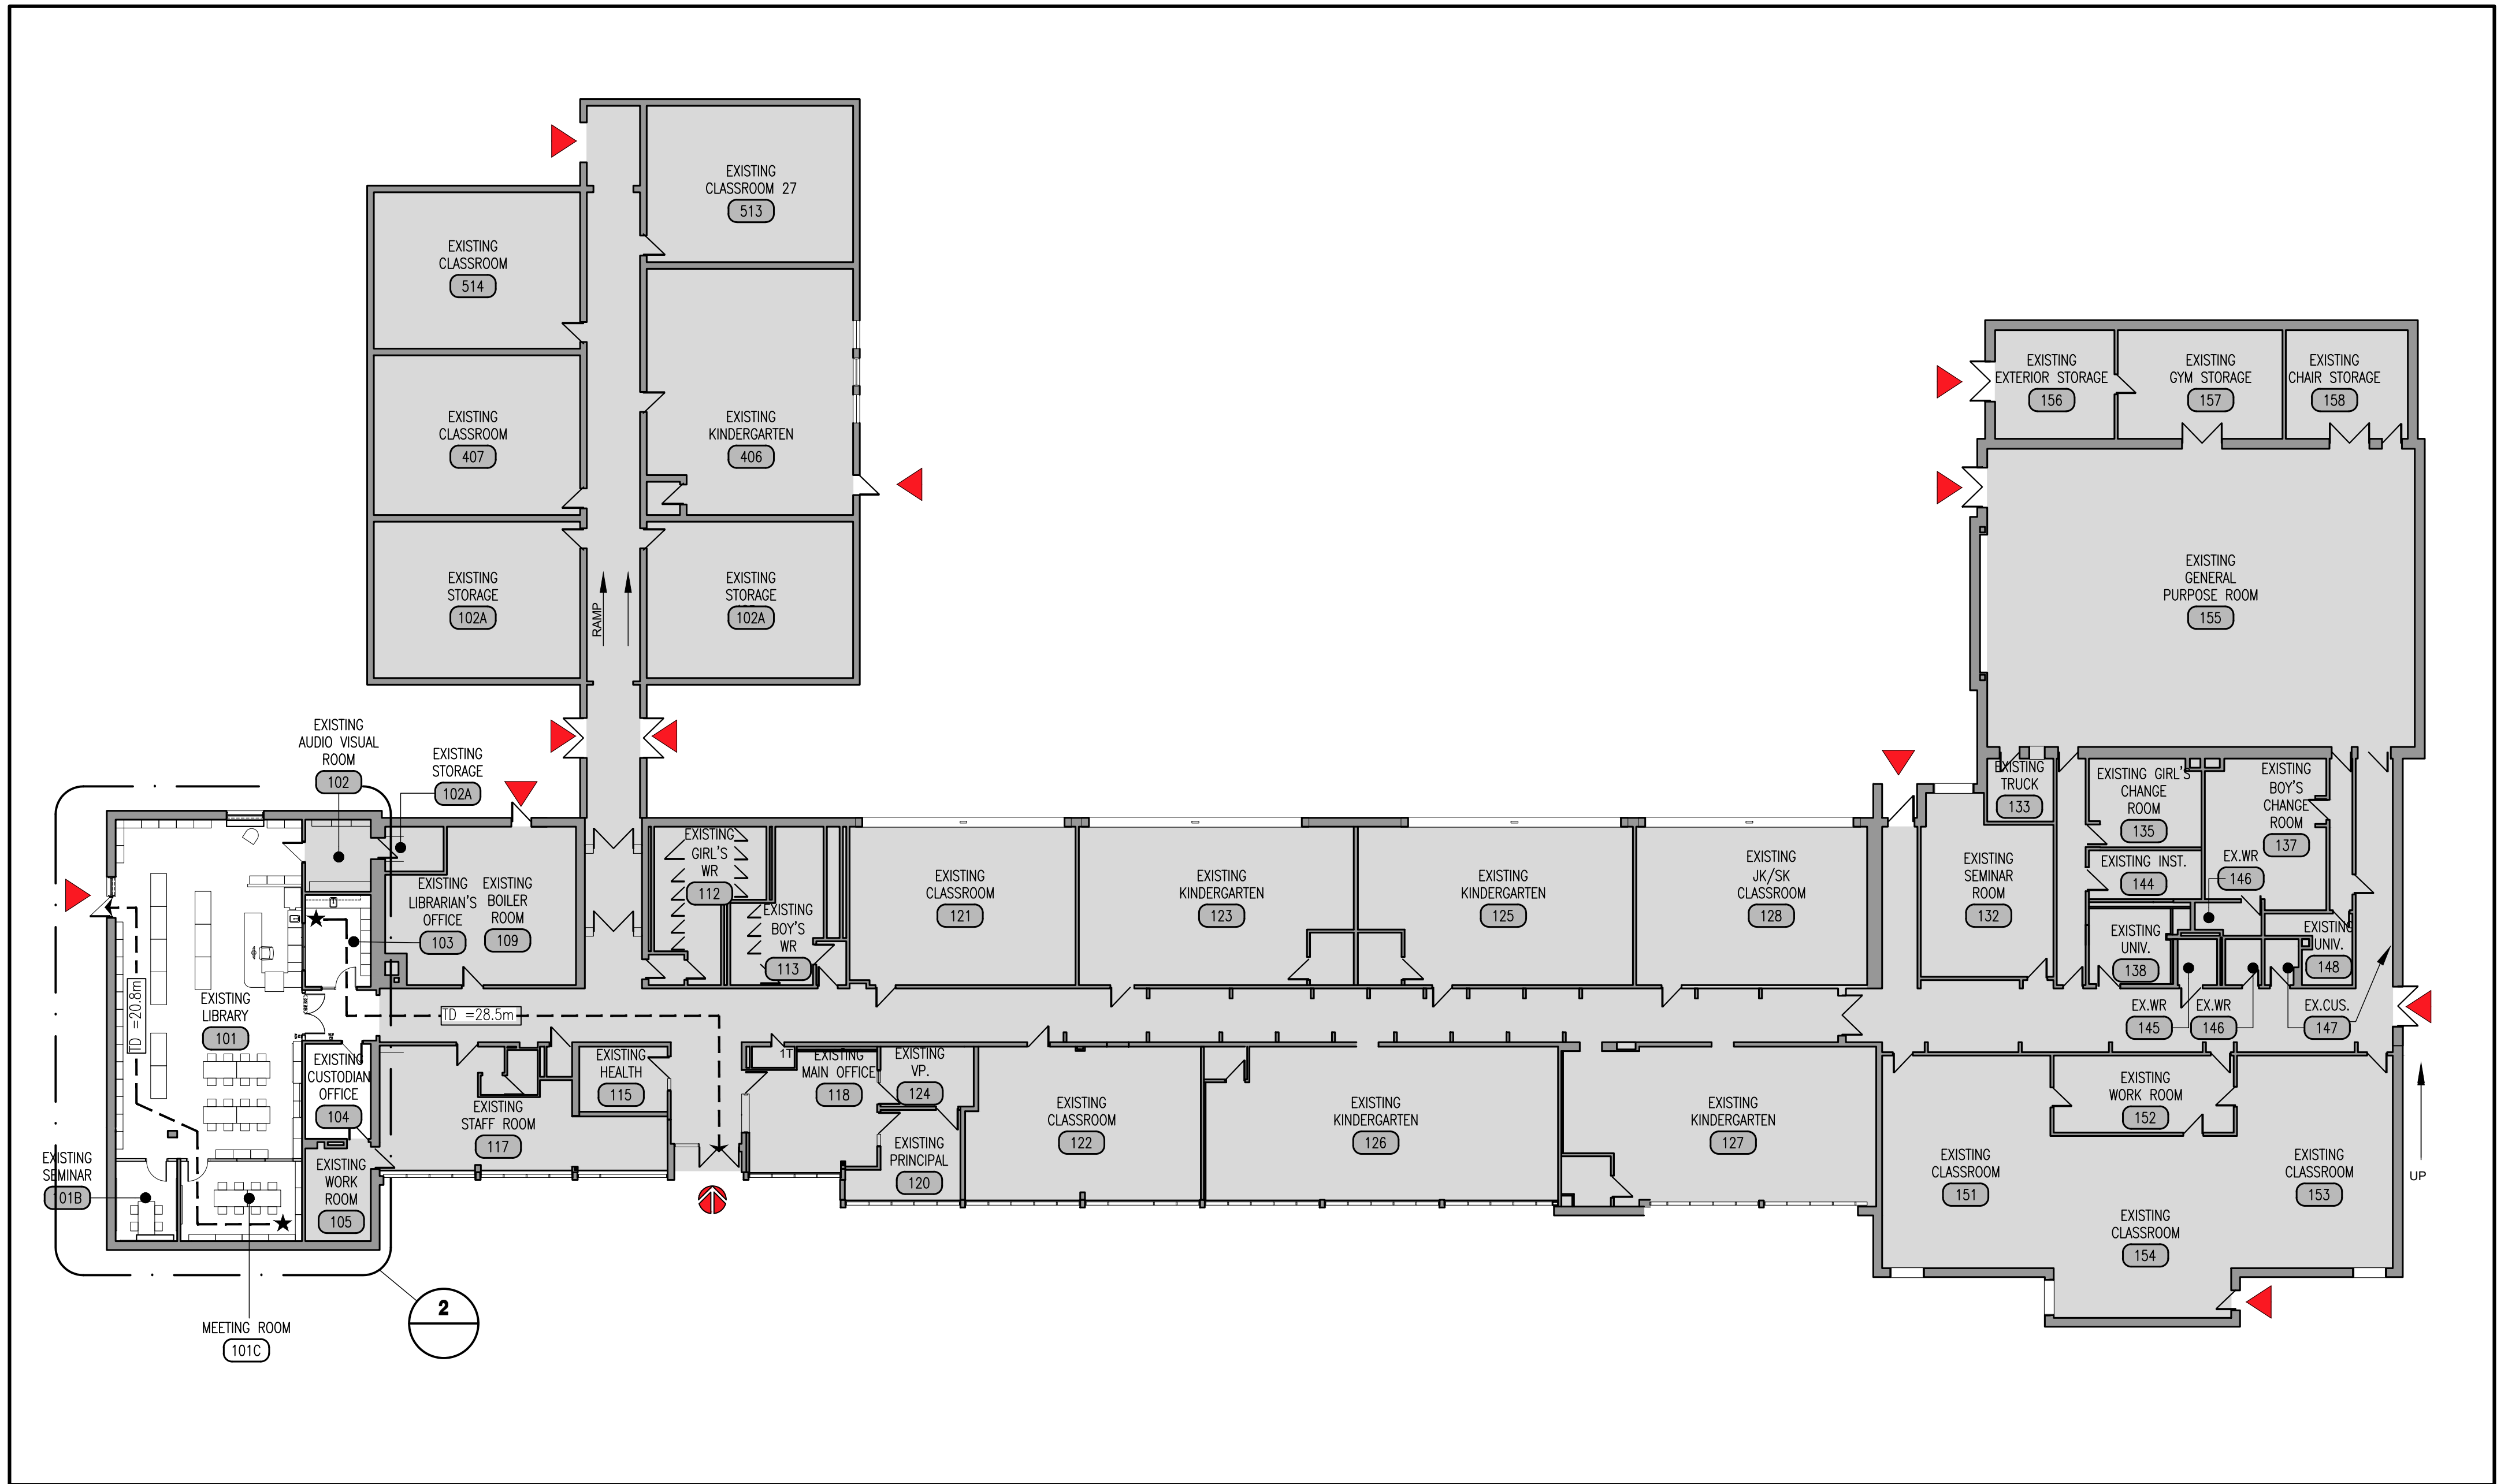 EXISTING
CLASSROOM 27
513
EXISTING
CLASSROOM
514
EXISTING
CLASSROOM
407
EXISTING
KINDERGARTEN
406
EXISTING
STORAGE
102A
RAMP
EXISTING
STORAGE
102A
EXISTING
EXTERIOR STORAGE
156
EXISTING
GYM STORAGE
157
EXISTING
CHAIR STORAGE
158
EXISTING
GENERAL
PURPOSE ROOM
155
EXISTING
AUDIO VISUAL
ROOM
102
EXISTING
STORAGE
102A
EXISTING
LIBRARIAN'S
OFFICE
103
EXISTING
BOILER
ROOM
109
EXISTING
GIRL'S
WR
112
EXISTING
BOY'S
WR
113
EXISTING
CLASSROOM
121
EXISTING
KINDERGARTEN
123
EXISTING
KINDERGARTEN
125
EXISTING
JK/SK
CLASSROOM
128
EXISTING
SEMINAR
ROOM
132
EXISTING
TRUCK
133
EXISTING GIRL'S
CHANGE
ROOM
135
EXISTING
BOY'S
CHANGE
ROOM
137
EXISTING INST.
144
EX.WR
146
EXISTING
UNIV.
138
EXISTING
UNIV.
148
EX.WR
145
EX.WR
146
EX.CUS.
147
TD =20.8m
EXISTING
LIBRARY
101
TD =28.5m
EXISTING
CUSTODIAN
OFFICE
104
EXISTING
WORK
ROOM
105
EXISTING
SEMINAR
101B
MEETING ROOM
101C
2
EXISTING
STAFF ROOM
117
EXISTING
HEALTH
115
1T
EXISTING
MAIN OFFICE
118
EXISTING
VP.
124
EXISTING
PRINCIPAL
120
EXISTING
CLASSROOM
122
EXISTING
KINDERGARTEN
126
EXISTING
KINDERGARTEN
127
EXISTING
CLASSROOM
151
EXISTING
WORK ROOM
152
EXISTING
CLASSROOM
153
EXISTING
CLASSROOM
154
UP